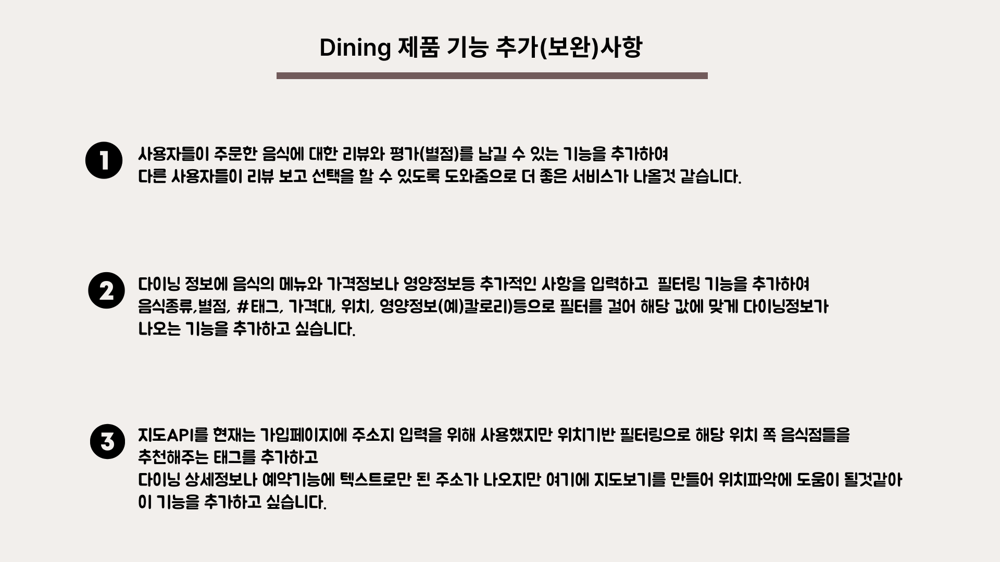 Dining 제품 기능 추가(보완)사항
1
사용자들이 주문한 음식에 대한 리뷰와 평가(별점)를 남길 수 있는 기능을 추가하여
다른 사용자들이 리뷰 보고 선택을 할 수 있도록 도와줌으로 더 좋은 서비스가 나올것 같습니다.
2
다이닝 정보에 음식의 메뉴와 가격정보나 영양정보등 추가적인 사항을 입력하고  필터링 기능을 추가하여
음식종류,별점, #태그, 가격대, 위치, 영양정보(예)칼로리)등으로 필터를 걸어 해당 값에 맞게 다이닝정보가
나오는 기능을 추가하고 싶습니다.
3
지도API를 현재는 가입페이지에 주소지 입력을 위해 사용했지만 위치기반 필터링으로 해당 위치 쪽 음식점들을
추천해주는 태그를 추가하고
다이닝 상세정보나 예약기능에 텍스트로만 된 주소가 나오지만 여기에 지도보기를 만들어 위치파악에 도움이 될것같아
이 기능을 추가하고 싶습니다.